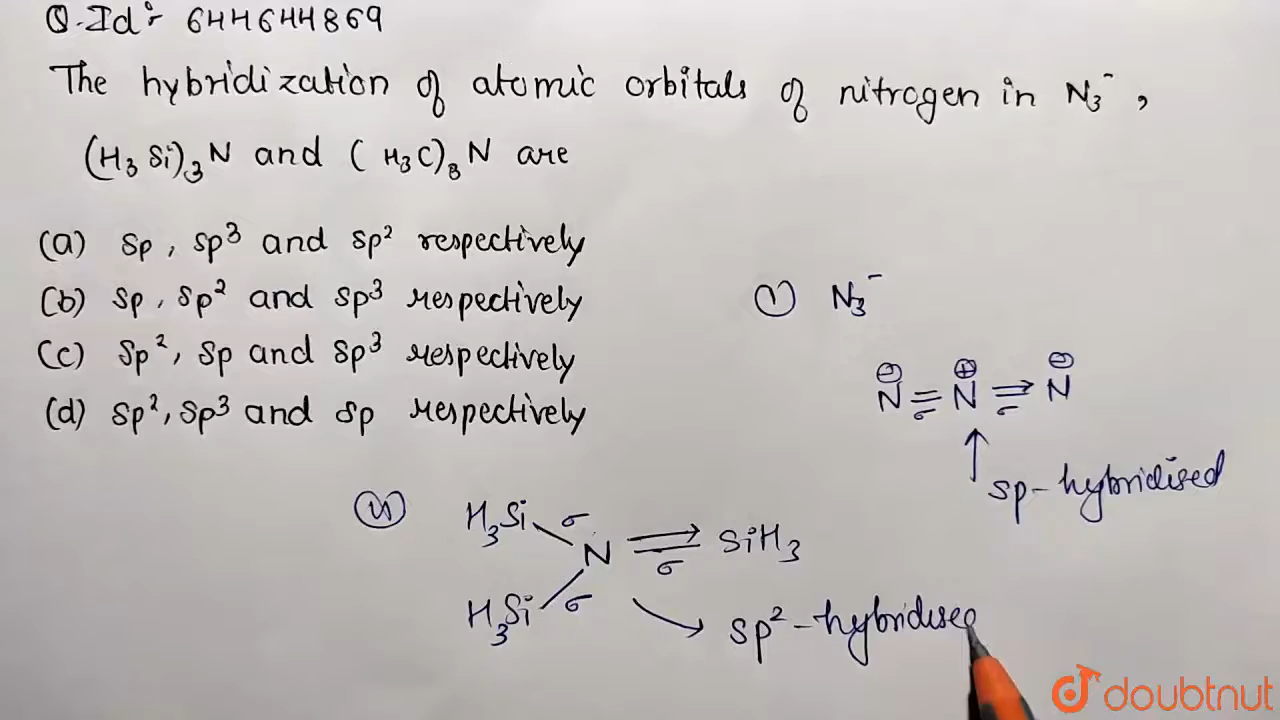 Q.Id: 644644869
The hybridization of atomic orbitals of nitrogen in N₃⁻,
(H₃Si)₃N and (H₃C)₃N are
(a) Sp, Sp³ and Sp² respectively
(b) Sp, Sp² and Sp³ respectively
(c) Sp², Sp and Sp³ respectively
(d) Sp², Sp³ and Sp respectively
(i) N₃⁻
⊖ ⊕ ⊖
N = N ⇒ N
σ σ
↑
Sp-hybridised
(ii) H₃Si σ
N ⇒ SiH₃
σ
H₃Si σ
→ Sp²-hybridise
doubtnut